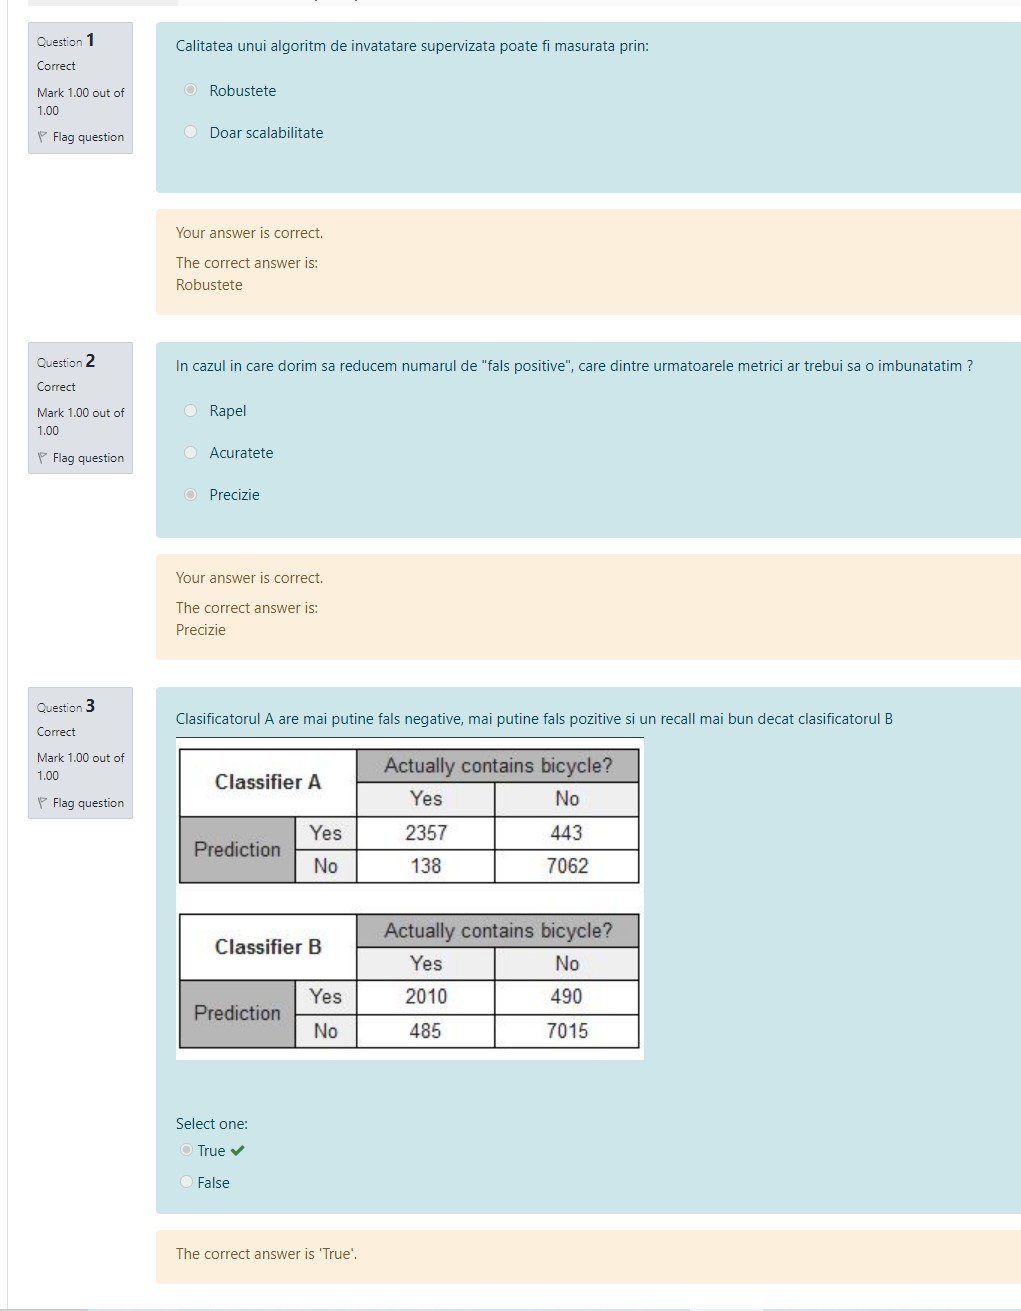 Question 1
Correct
Mark 1.00 out of
1.00
Flag question
Calitatea unui algoritm de invatatare supervizata poate fi masurata prin:
Robustete
Doar scalabilitate
Your answer is correct.
The correct answer is:
Robustete
Question 2
Correct
Mark 1.00 out of
1.00
Flag question
In cazul in care dorim sa reducem numarul de "fals positive", care dintre urmatoarele metrici ar trebui sa o imbunatatim ?
Rapel
Acuratete
Precizie
Your answer is correct.
The correct answer is:
Precizie
Question 3
Correct
Mark 1.00 out of
1.00
Flag question
Clasificatorul A are mai putine fals negative, mai putine fals pozitive si un recall mai bun decat clasificatorul B
Classifier A
Actually contains bicycle?
Yes No
Prediction
Yes 2357 443
No 138 7062
Classifier B
Actually contains bicycle?
Yes No
Prediction
Yes 2010 490
No 485 7015
Select one:
True
False
The correct answer is 'True'.